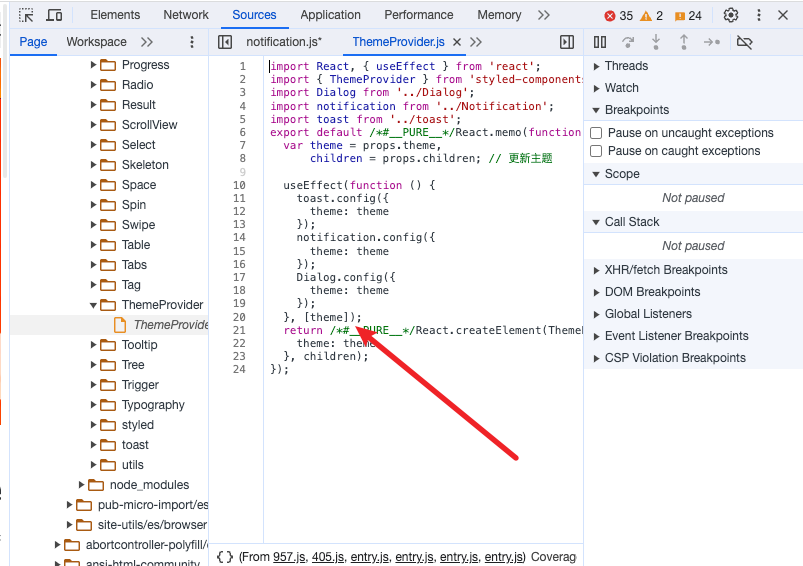 Elements Network Sources Application Performance Memory 35 2 24
Page Workspace
notification.js* ThemeProvider.js
Progress
Radio
Result
ScrollView
Select
Skeleton
Space
Spin
Swipe
Table
Tabs
Tag
ThemeProvider
ThemeProvide
Tooltip
Tree
Trigger
Typography
styled
toast
utils
node_modules
pub-micro-import/es
site-utils/es/browser
abortcontroller-polyfill/
ansi-html-community
1 import React, { useEffect } from 'react';
2 import { ThemeProvider } from 'styled-components
3 import Dialog from '../Dialog';
4 import notification from '../Notification';
5 import toast from '../toast';
6 export default /*#__PURE__*/React.memo(function
7 var theme = props.theme,
8 children = props.children; // 更新主题
9
10 useEffect(function () {
11 toast.config({
12 theme: theme
13 });
14 notification.config({
15 theme: theme
16 });
17 Dialog.config({
18 theme: theme
19 });
20 }, [theme]);
21 return /*#__PURE__*/React.createElement(Theme
22 theme: theme
23 }, children);
24 });
{ } (From 957.js, 405.js, entry.js, entry.js, entry.js, entry.js) Coverag
Threads
Watch
Breakpoints
Pause on uncaught exceptions
Pause on caught exceptions
Scope
Not paused
Call Stack
Not paused
XHR/fetch Breakpoints
DOM Breakpoints
Global Listeners
Event Listener Breakpoints
CSP Violation Breakpoints